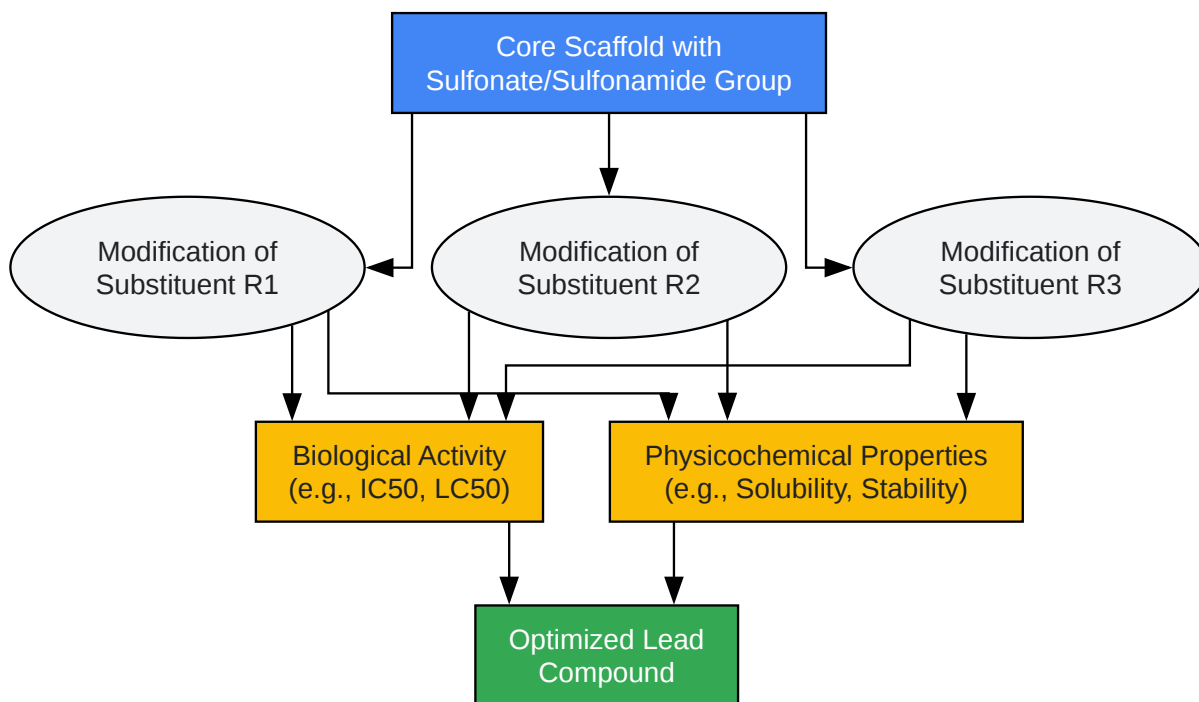 Core Scaffold with
Sulfonate/Sulfonamide Group
Modification of
Substituent R1
Modification of
Substituent R2
Modification of
Substituent R3
Biological Activity
(e.g., IC50, LC50)
Physicochemical Properties
(e.g., Solubility, Stability)
Optimized Lead
Compound